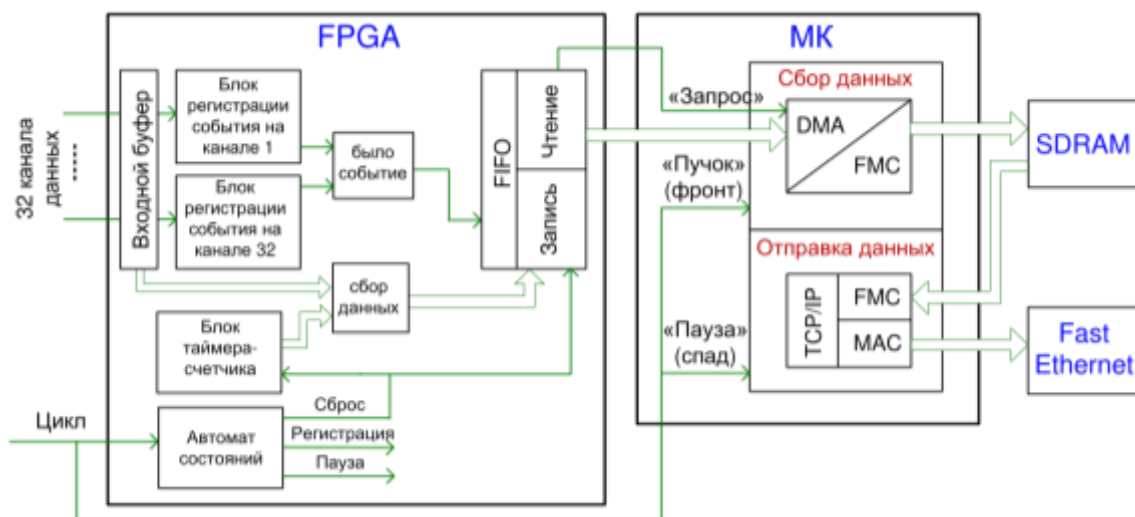 FPGA
32 канала
данных
Входной буфер
Блок
регистрации
события на
канале 1
Блок
регистрации
события на
канале 32
было
событие
FIFO
Чтение
Запись
сбор
данных
Блок
таймера-
счетчика
Цикл
Автомат
состояний
Сброс
Регистрация
Пауза
«Запрос»
«Пучок»
(фронт)
«Пауза»
(спад)
МК
Сбор данных
DMA
FMC
Отправка данных
TCP/IP
FMC
MAC
SDRAM
Fast
Ethernet